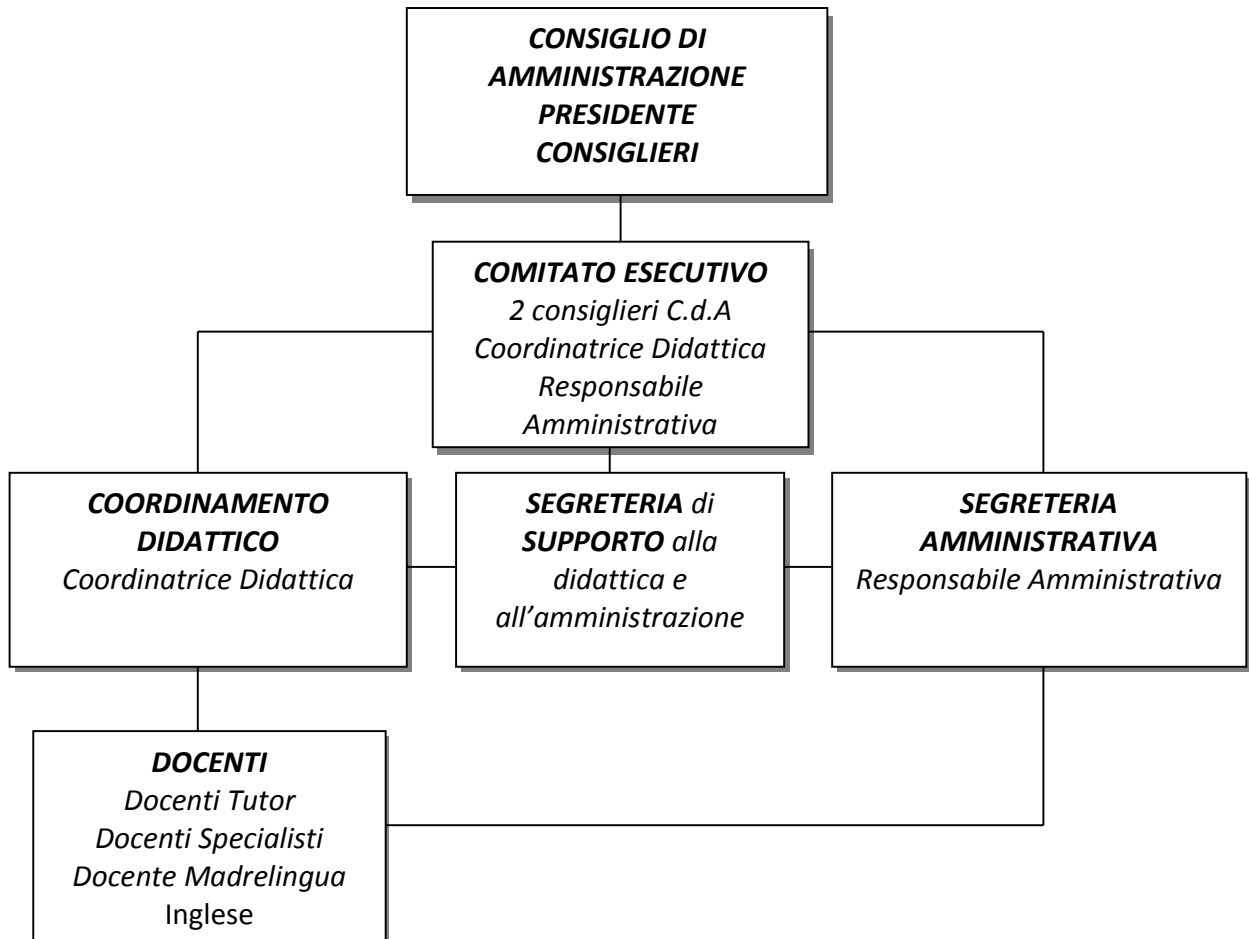 CONSIGLIO DI
AMMINISTRAZIONE
PRESIDENTE
CONSIGLIERI
COMITATO ESECUTIVO
2 consiglieri C.d.A
Coordinatrice Didattica
Responsabile
Amministrativa
COORDINAMENTO
DIDATTICO
Coordinatrice Didattica
SEGRETERIA di
SUPPORTO alla
didattica e
all’amministrazione
SEGRETERIA
AMMINISTRATIVA
Responsabile Amministrativa
DOCENTI
Docenti Tutor
Docenti Specialisti
Docente Madrelingua
Inglese